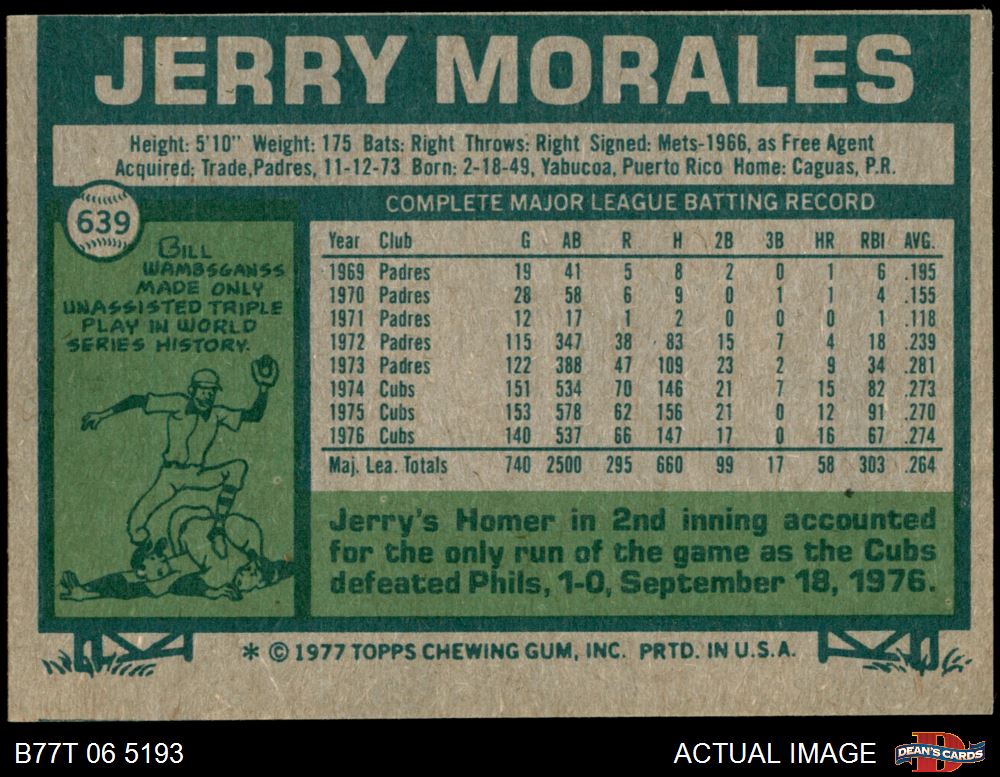 JERRY MORALES
Height: 5'10" Weight: 175 Bats: Right Throws: Right Signed: Mets-1966, as Free Agent
Acquired: Trade,Padres, 11-12-73 Born: 2-18-49, Yabucoa, Puerto Rico Home: Caguas, P.R.
639
BILL
WAMBSGANSS
MADE ONLY
UNASSISTED TRIPLE
PLAY IN WORLD
SERIES HISTORY.
COMPLETE MAJOR LEAGUE BATTING RECORD
Year Club G AB R H 2B 3B HR RBI AVG.
1969 Padres 19 41 5 8 2 0 1 6 .195
1970 Padres 28 58 6 9 0 1 1 4 .155
1971 Padres 12 17 1 2 0 0 0 1 .118
1972 Padres 115 347 38 83 15 7 4 18 .239
1973 Padres 122 388 47 109 23 2 9 34 .281
1974 Cubs 151 534 70 146 21 7 15 82 .273
1975 Cubs 153 578 62 156 21 0 12 91 .270
1976 Cubs 140 537 66 147 17 0 16 67 .274
Maj. Lea. Totals 740 2500 295 660 99 17 58 303 .264
Jerry's Homer in 2nd inning accounted
for the only run of the game as the Cubs
defeated Phils, 1-0, September 18, 1976.
* © 1977 TOPPS CHEWING GUM, INC. PRTD. IN U.S.A.
B77T 06 5193
ACTUAL IMAGE
D
DEAN'S CARDS